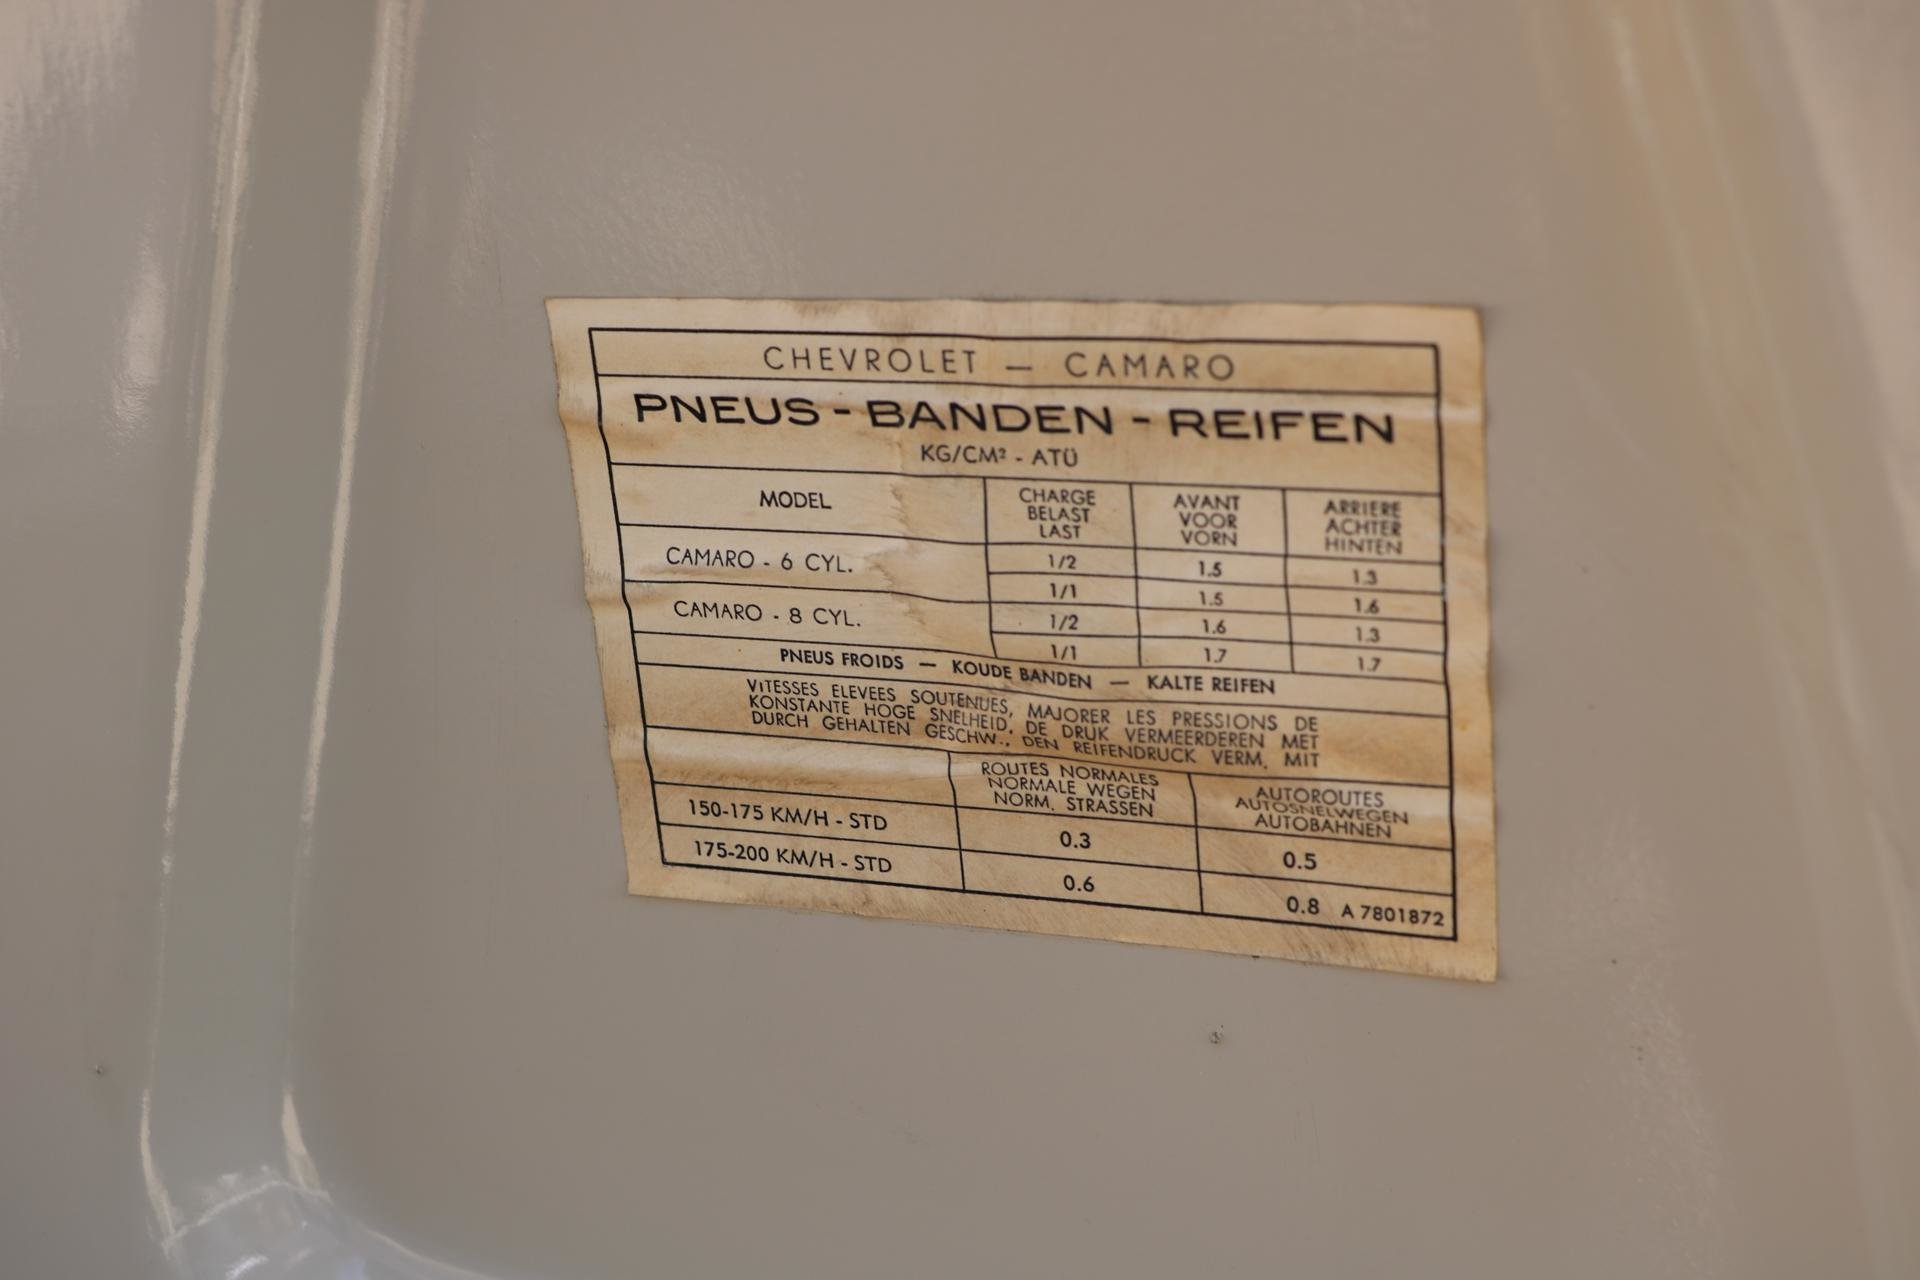 CHEVROLET — CAMARO
PNEUS - BANDEN - REIFEN
KG/CM² - ATÜ
MODEL
CHARGE
BELAST
LAST
AVANT
VOOR
VORN
ARRIERE
ACHTER
HINTEN
CAMARO - 6 CYL.
1/2 1.5 1.3
1/1 1.5 1.6
CAMARO - 8 CYL.
1/2 1.6 1.3
1/1 1.7 1.7
PNEUS FROIDS — KOUDE BANDEN — KALTE REIFEN
VITESSES ELEVEES SOUTENUES, MAJORER LES PRESSIONS DE
KONSTANTE HOGE SNELHEID, DE DRUK VERMEERDEREN MET
DURCH GEHALTEN GESCHW., DEN REIFENDRUCK VERM. MIT
ROUTES NORMALES
NORMALE WEGEN
NORM. STRASSEN
AUTOROUTES
AUTOSNELWEGEN
AUTOBAHNEN
150-175 KM/H - STD 0.3 0.5
175-200 KM/H - STD 0.6 0.8 A 7801872